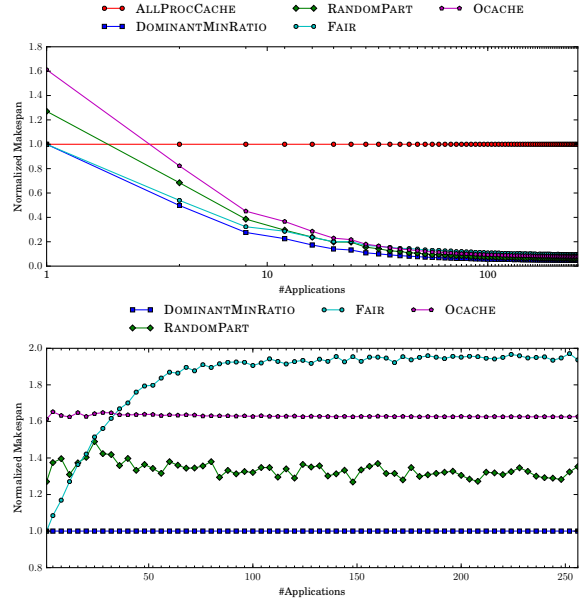 ALLPROCCACHE RANDOMPART OCACHE
DOMINANTMINRATIO FAIR
1.8
1.6
1.4
1.2
1.0
0.8
0.6
0.4
0.2
0.0
Normalized Makespan
1 10 100
#Applications
DOMINANTMINRATIO FAIR OCACHE
RANDOMPART
2.0
1.8
1.6
1.4
1.2
1.0
0.8
Normalized Makespan
50 100 150 200 250
#Applications